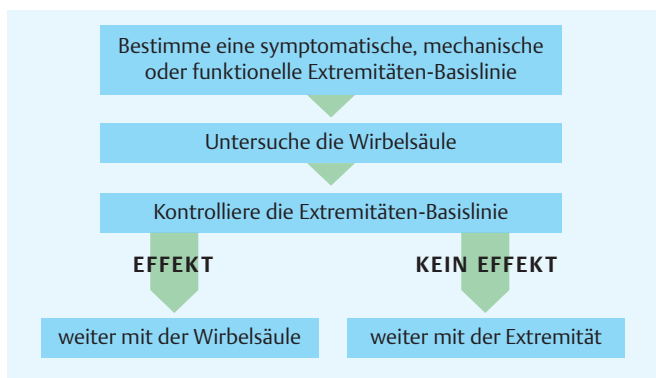 Bestimme eine symptomatische, mechanische
oder funktionelle Extremitäten-Basislinie
Untersuche die Wirbelsäule
Kontrolliere die Extremitäten-Basislinie
EFFEKT
KEIN EFFEKT
weiter mit der Wirbelsäule
weiter mit der Extremität